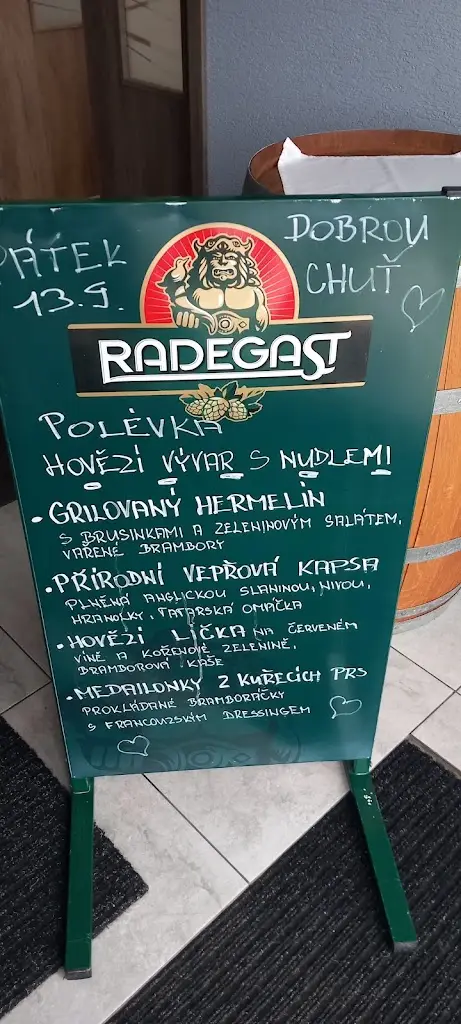 PÁTEK
13.9.
DOBROU
CHUŤ
RADEGAST
POLÉVKA
HOVĚZÍ VÝVAR S NUDLEMI
• GRILOVANÝ HERMELÍN
S BRUSINKAMI A ZELENINOVÝM SALÁTEM,
VAŘENÉ BRAMBORY
• PŘÍRODNÍ VEPŘOVÁ KAPSA
PLNĚNÁ ANGLICKOU SLANINOU, NIVOU,
HRANOLKY, TATARSKÁ OMÁČKA
• HOVĚZÍ LÍČKA NA ČERVENÉM
VÍNĚ A KOŘENOVÉ ZELENINĚ,
BRAMBOROVÁ KAŠE
• MEDAILONKY Z KUŘECÍCH PRS
PROKLÁDANÉ BRAMBORÁČKY
S FRANCOUZSKÝM DRESSINGEM